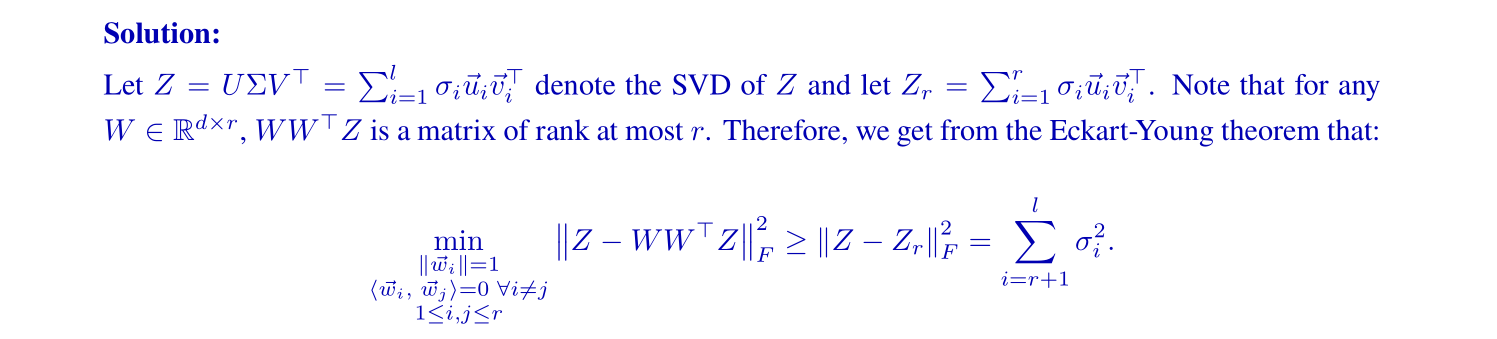 Solution:
Let $Z = U\Sigma V^\top = \sum_{i=1}^{l} \sigma_i \vec{u}_i \vec{v}_i^\top$ denote the SVD of $Z$ and let $Z_r = \sum_{i=1}^{r} \sigma_i \vec{u}_i \vec{v}_i^\top$. Note that for any
$W \in \mathbb{R}^{d \times r}$, $WW^\top Z$ is a matrix of rank at most $r$. Therefore, we get from the Eckart-Young theorem that:
$\min_{\substack{\|\vec{w}_i\|=1 \\ \langle \vec{w}_i, \vec{w}_j \rangle = 0 \ \forall i \neq j \\ 1 \leq i,j \leq r}} \left\| Z - WW^\top Z \right\|_F^2 \geq \| Z - Z_r \|_F^2 = \sum_{i=r+1}^{l} \sigma_i^2.$